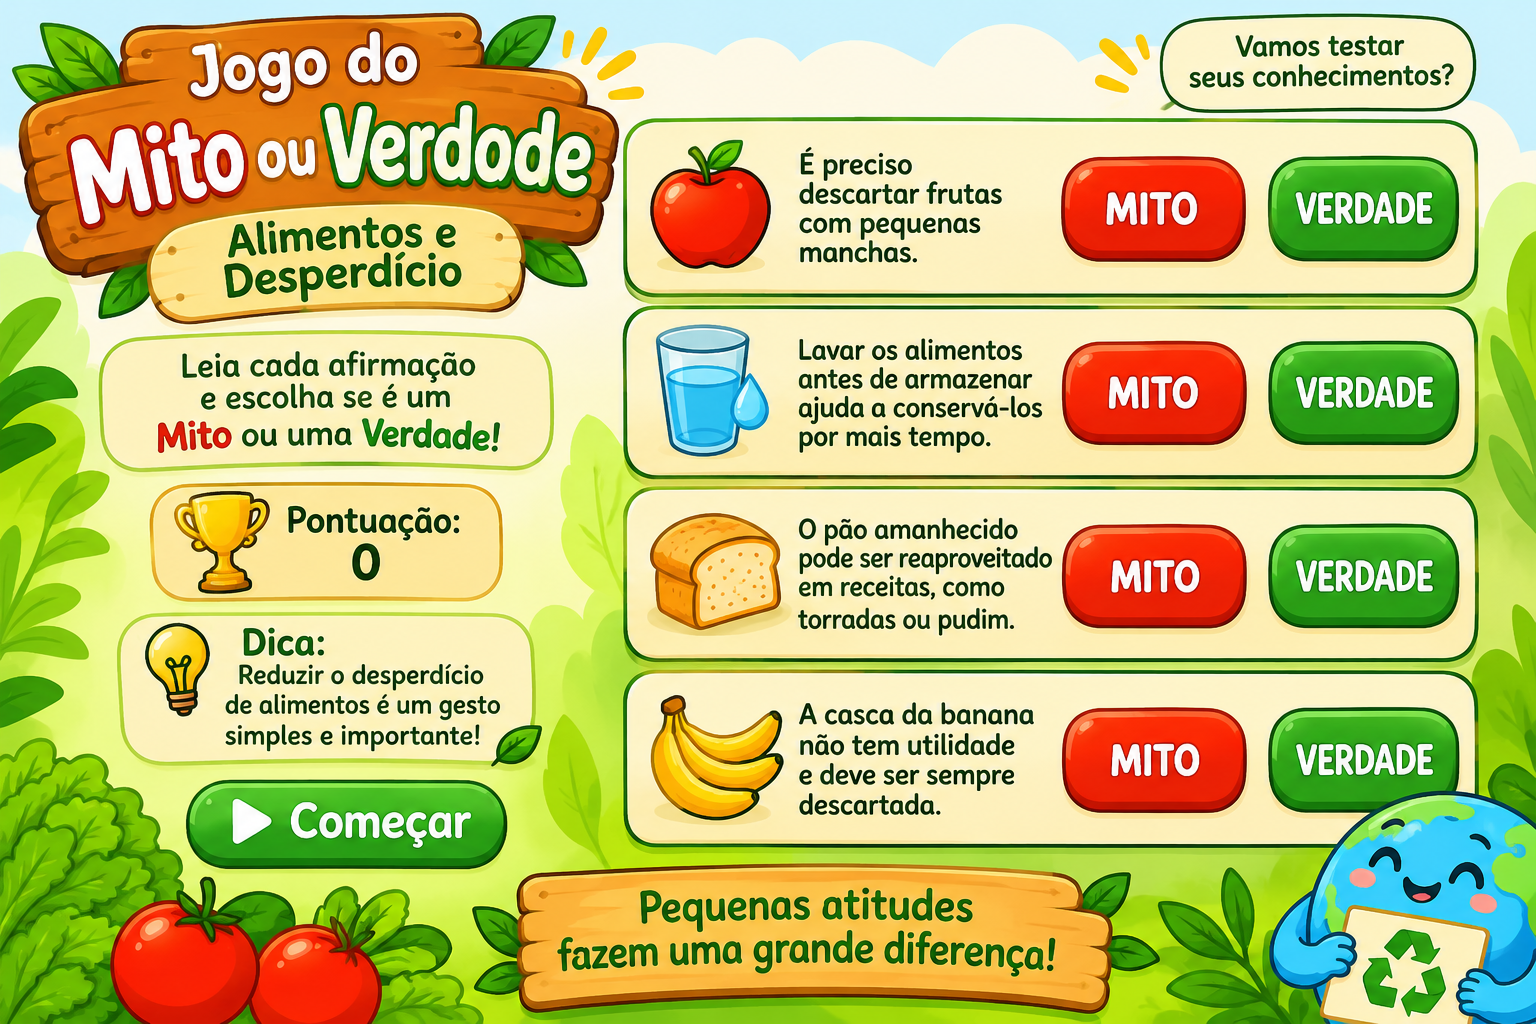 Jogo do
Mito ou Verdade
Alimentos e
Desperdício
Leia cada afirmação
e escolha se é um
Mito ou uma Verdade!
Pontuação:
0
Dica:
Reduzir o desperdício
de alimentos é um gesto
simples e importante!
Começar
Vamos testar
seus conhecimentos?
É preciso
descartar frutas
com pequenas
manchas.
MITO
VERDADE
Lavar os alimentos
antes de armazenar
ajuda a conservá-los
por mais tempo.
MITO
VERDADE
O pão amanhecido
pode ser reaproveitado
em receitas, como
torradas ou pudim.
MITO
VERDADE
A casca da banana
não tem utilidade
e deve ser sempre
descartada.
MITO
VERDADE
Pequenas atitudes
fazem uma grande diferença!